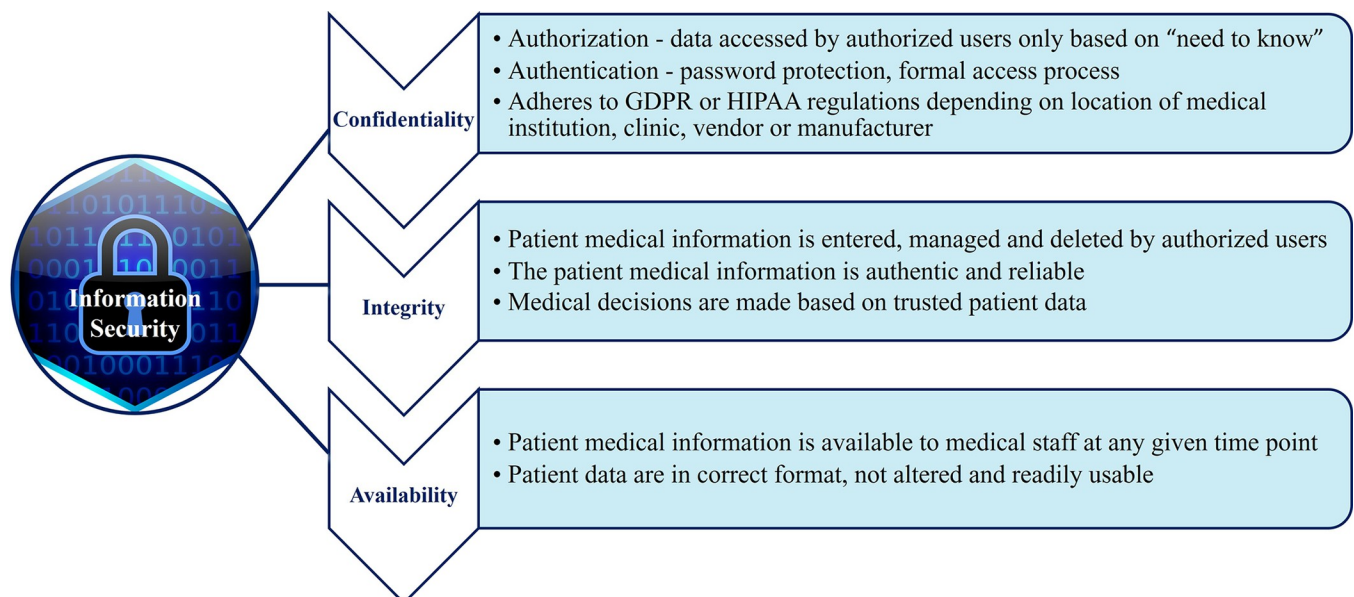 Information
Security
Confidentiality
• Authorization - data accessed by authorized users only based on “need to know”
• Authentication - password protection, formal access process
• Adheres to GDPR or HIPAA regulations depending on location of medical
institution, clinic, vendor or manufacturer
Integrity
• Patient medical information is entered, managed and deleted by authorized users
• The patient medical information is authentic and reliable
• Medical decisions are made based on trusted patient data
Availability
• Patient medical information is available to medical staff at any given time point
• Patient data are in correct format, not altered and readily usable